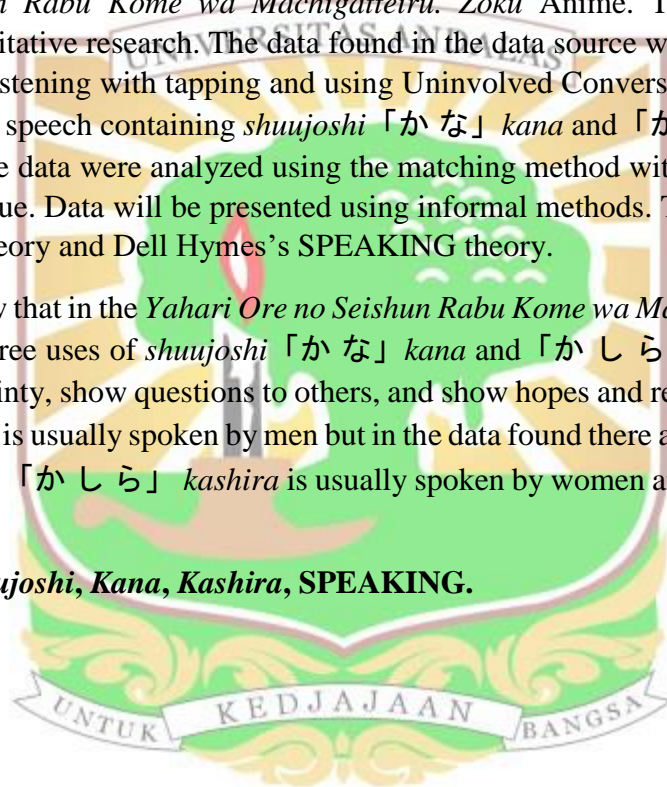 Rabu Kome wa Machigatteiru. Zoku Anime. T
itative research. The data found in the data source w
UNIVERSITAS ANDALAS
stening with tapping and using Uninvolved Convers
speech containing shuujoshi 「か な」 kana and 「か
e data were analyzed using the matching method wit
ue. Data will be presented using informal methods. T
eory and Dell Hymes's SPEAKING theory.
y that in the Yahari Ore no Seishun Rabu Kome wa Ma
ree uses of shuujoshi 「か な」 kana and 「か し ら
inty, show questions to others, and show hopes and re
is usually spoken by men but in the data found there a
「か し ら」 kashira is usually spoken by women a
ujoshi, Kana, Kashira, SPEAKING.
UNTUK KEDJAJAAN BANGSA